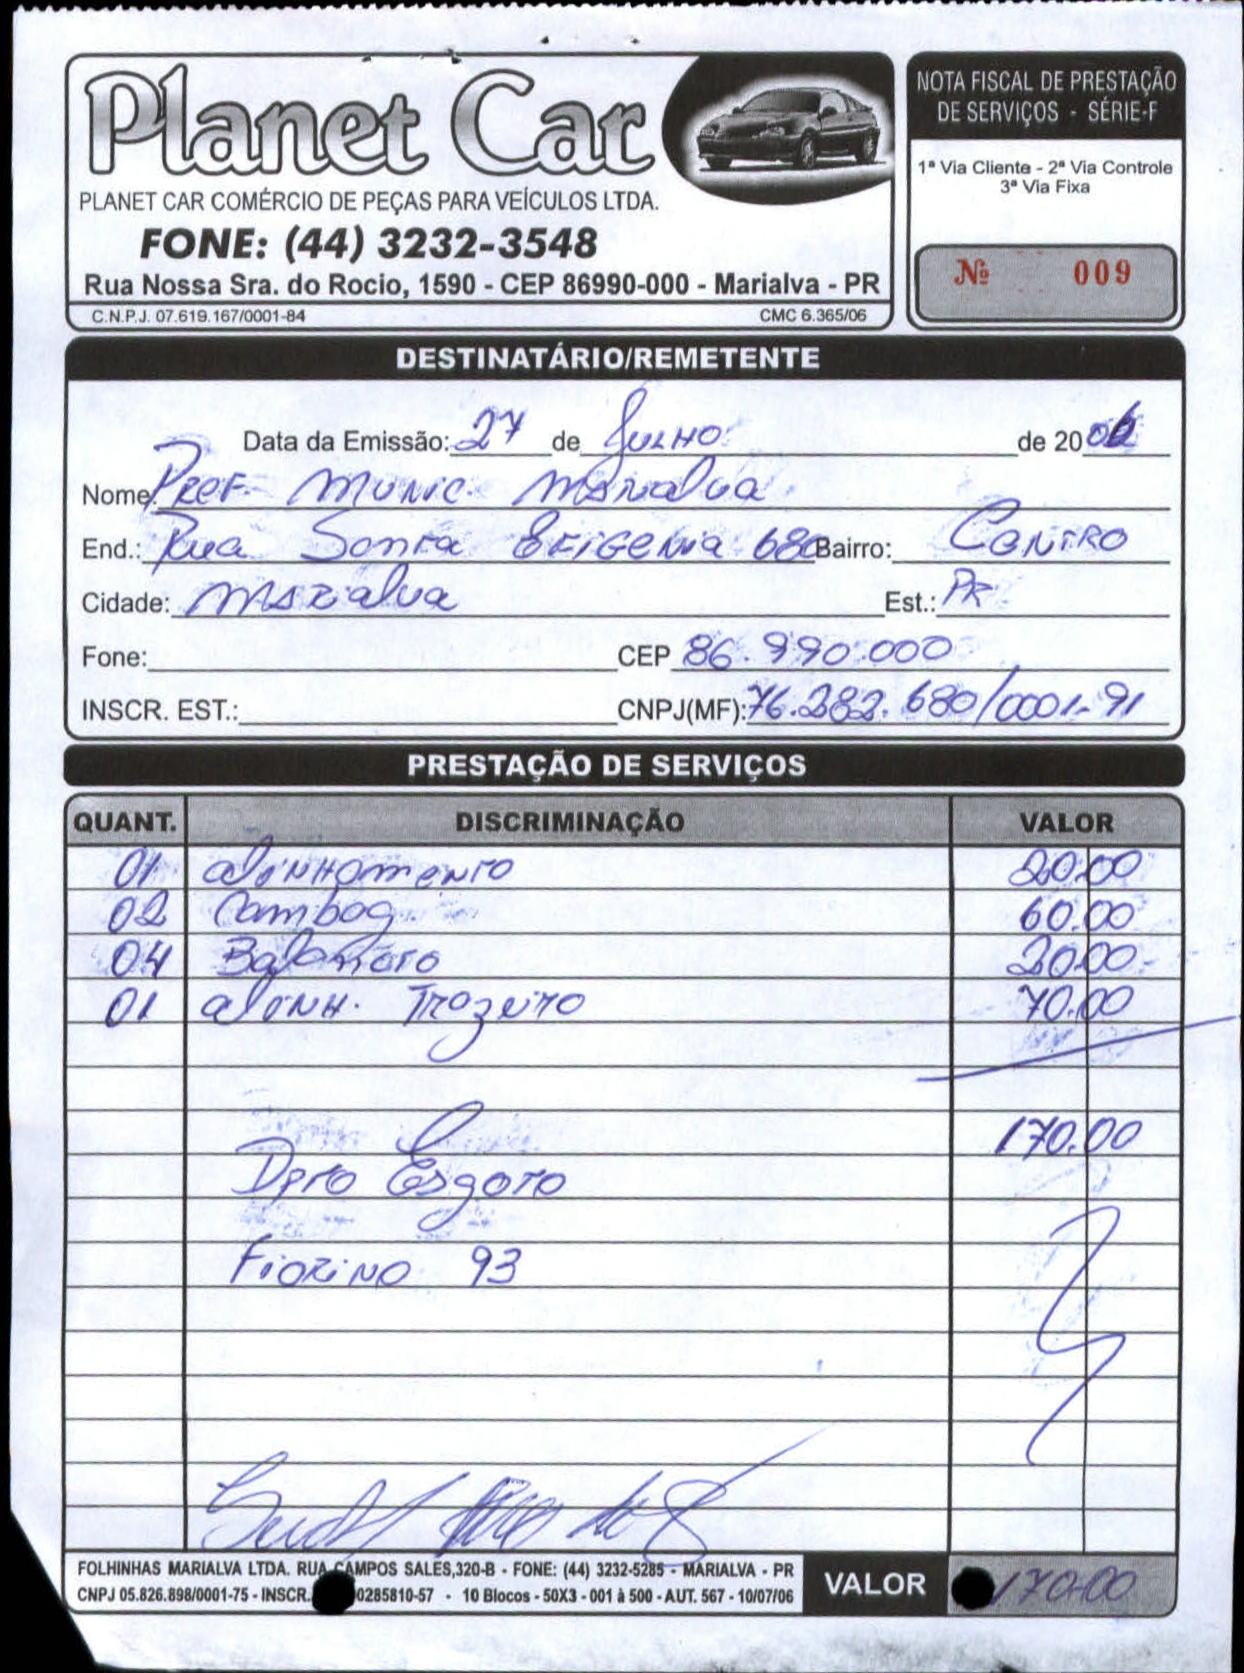 Planet Car
PLANET CAR COMÉRCIO DE PEÇAS PARA VEÍCULOS LTDA.
FONE: (44) 3232-3548
Rua Nossa Sra. do Rocio, 1590 - CEP 86990-000 - Marialva - PR
C.N.P.J. 07.619.167/0001-84 CMC 6.365/06
NOTA FISCAL DE PRESTAÇÃO
DE SERVIÇOS - SÉRIE-F
1ª Via Cliente - 2ª Via Controle
3ª Via Fixa
Nº 009
DESTINATÁRIO/REMETENTE
Data da Emissão: 27 de Julho de 2006
Nome: Pref. Munic. Marialva
End.: Rua Santa Efigenia 680 Bairro: Centro
Cidade: Marialva Est.: PR
Fone: CEP 86.990.000
INSCR. EST.: CNPJ(MF): 76.282.680/0001-91
PRESTAÇÃO DE SERVIÇOS
QUANT. DISCRIMINAÇÃO VALOR
01 alinhamento 20.00
02 Cambag 60.00
04 20.00
01 alinh. Trazeiro 70.00
170.00
Dpto Esgoto
Fiorino 93
FOLHINHAS MARIALVA LTDA. RUA CAMPOS SALES,320-B - FONE: (44) 3232-5285 - MARIALVA - PR
CNPJ 05.826.898/0001-75 - INSCR. 0285810-57 - 10 Blocos - 50X3 - 001 à 500 - AUT. 567 - 10/07/06
VALOR 170.00